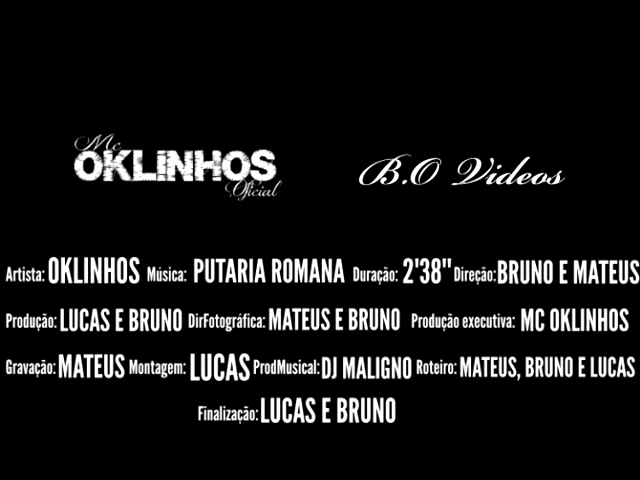 Mc
OKLINHOS
Oficial
B.O Videos
Artista: OKLINHOS Música: PUTARIA ROMANA Duração: 2'38" Direção: BRUNO E MATEUS
Produção: LUCAS E BRUNO DirFotográfica: MATEUS E BRUNO Produção executiva: MC OKLINHOS
Gravação: MATEUS Montagem: LUCAS ProdMusical: DJ MALIGNO Roteiro: MATEUS, BRUNO E LUCAS
Finalização: LUCAS E BRUNO